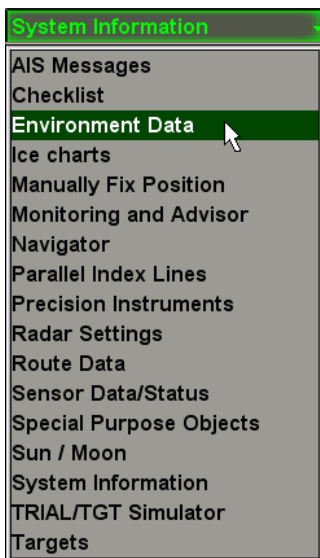 System Information
AIS Messages
Checklist
Environment Data
Ice charts
Manually Fix Position
Monitoring and Advisor
Navigator
Parallel Index Lines
Precision Instruments
Radar Settings
Route Data
Sensor Data/Status
Special Purpose Objects
Sun / Moon
System Information
TRIAL/TGT Simulator
Targets